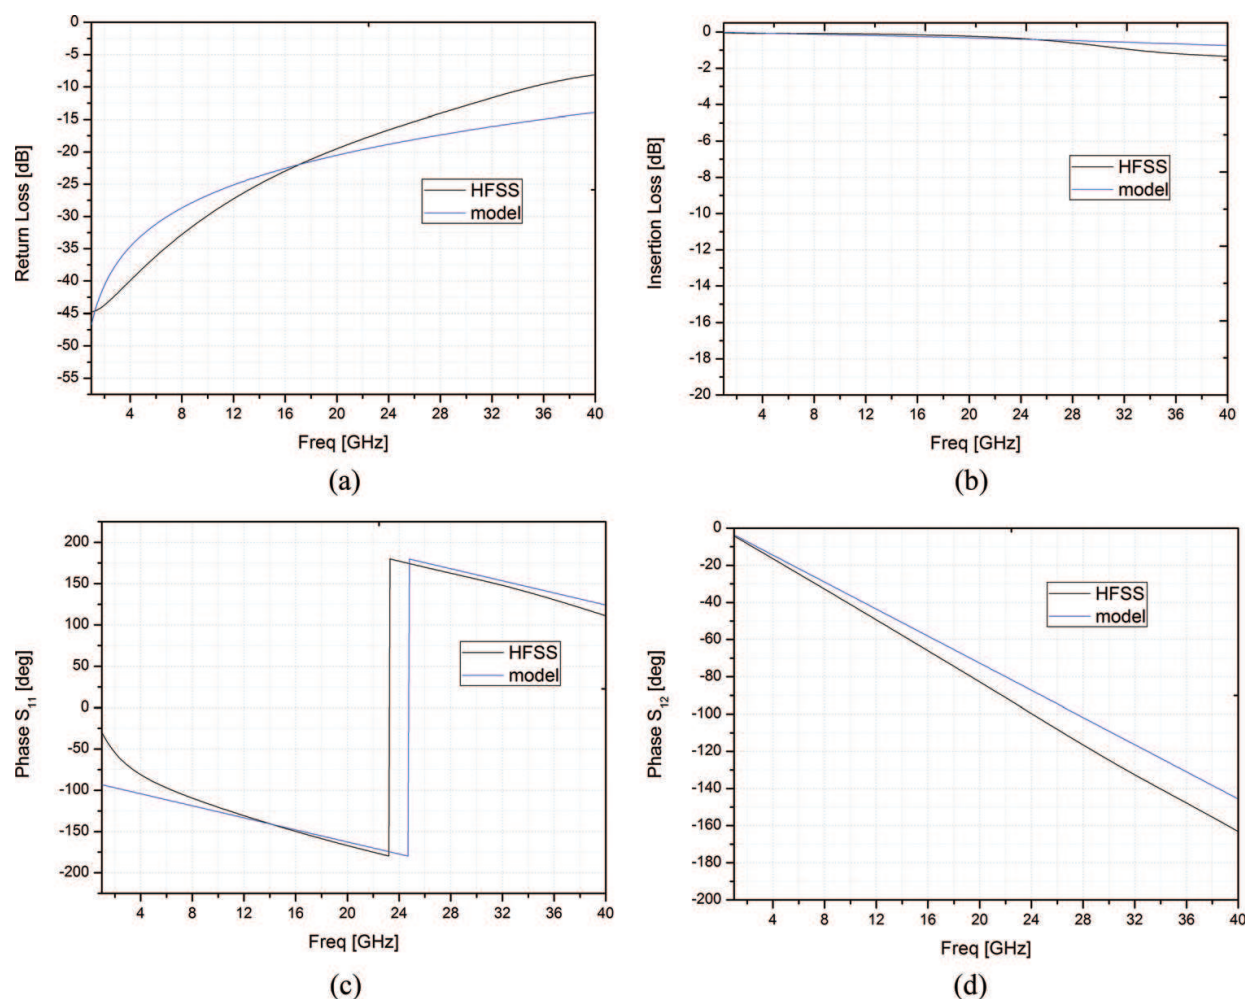 0
-5
-10
-15
-20
-25
-30
-35
-40
-45
-50
-55
Return Loss [dB]
HFSS
model
4 8 12 16 20 24 28 32 36 40
Freq [GHz]
(a)
0
-2
-4
-6
-8
-10
-12
-14
-16
-18
-20
Insertion Loss [dB]
HFSS
model
4 8 12 16 20 24 28 32 36 40
Freq [GHz]
(b)
200
150
100
50
0
-50
-100
-150
-200
Phase S11 [deg]
HFSS
model
4 8 12 16 20 24 28 32 36 40
Freq [GHz]
(c)
0
-20
-40
-60
-80
-100
-120
-140
-160
-180
-200
Phase S12 [deg]
HFSS
model
4 8 12 16 20 24 28 32 36 40
Freq [GHz]
(d)